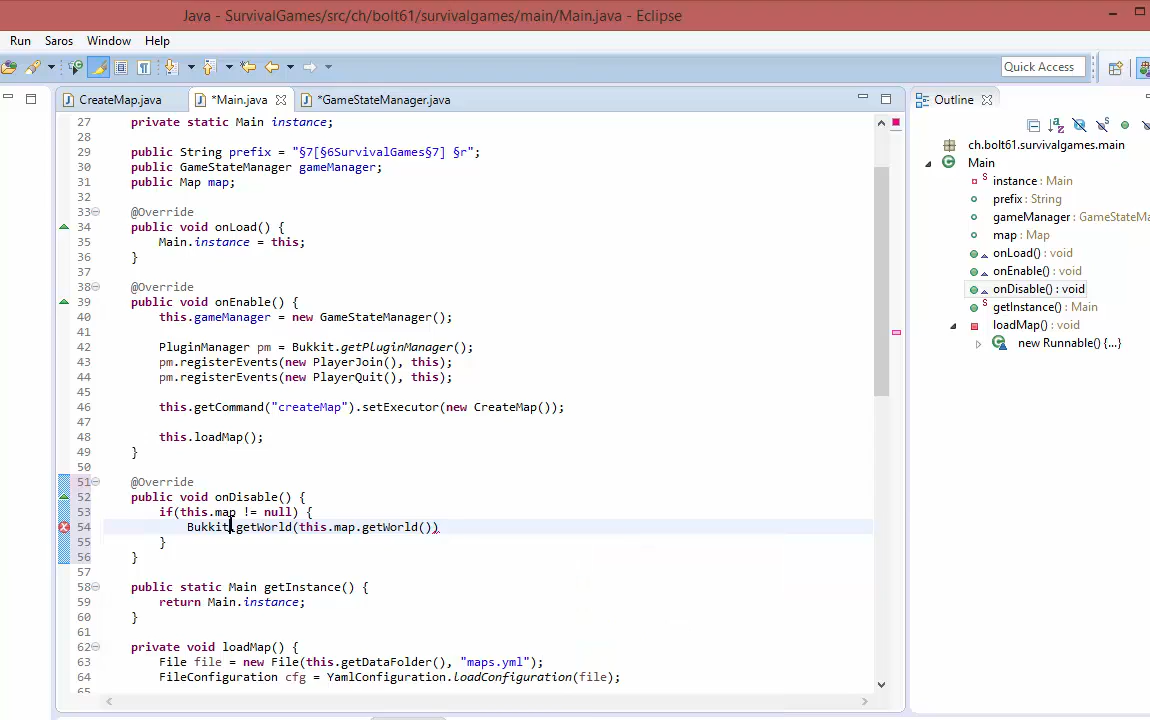 Java - SurvivalGames/src/ch/bolt61/survivalgames/main/Main.java - Eclipse
Run Saros Window Help
Quick Access
CreateMap.java *Main.java *GameStateManager.java
Outline
27 private static Main instance;
28
29 public String prefix = "§7[§6SurvivalGames§7] §r";
30 public GameStateManager gameManager;
31 public Map map;
32
33 @Override
34 public void onLoad() {
35 Main.instance = this;
36 }
37
38 @Override
39 public void onEnable() {
40 this.gameManager = new GameStateManager();
41
42 PluginManager pm = Bukkit.getPluginManager();
43 pm.registerEvents(new PlayerJoin(), this);
44 pm.registerEvents(new PlayerQuit(), this);
45
46 this.getCommand("createMap").setExecutor(new CreateMap());
47
48 this.loadMap();
49 }
50
51 @Override
52 public void onDisable() {
53 if(this.map != null) {
54 Bukkit.getWorld(this.map.getWorld())
55 }
56 }
57
58 public static Main getInstance() {
59 return Main.instance;
60 }
61
62 private void loadMap() {
63 File file = new File(this.getDataFolder(), "maps.yml");
64 FileConfiguration cfg = YamlConfiguration.loadConfiguration(file);
65
ch.bolt61.survivalgames.main
Main
instance : Main
prefix : String
gameManager : GameStateMa
map : Map
onLoad() : void
onEnable() : void
onDisable() : void
getInstance() : Main
loadMap() : void
new Runnable() {...}